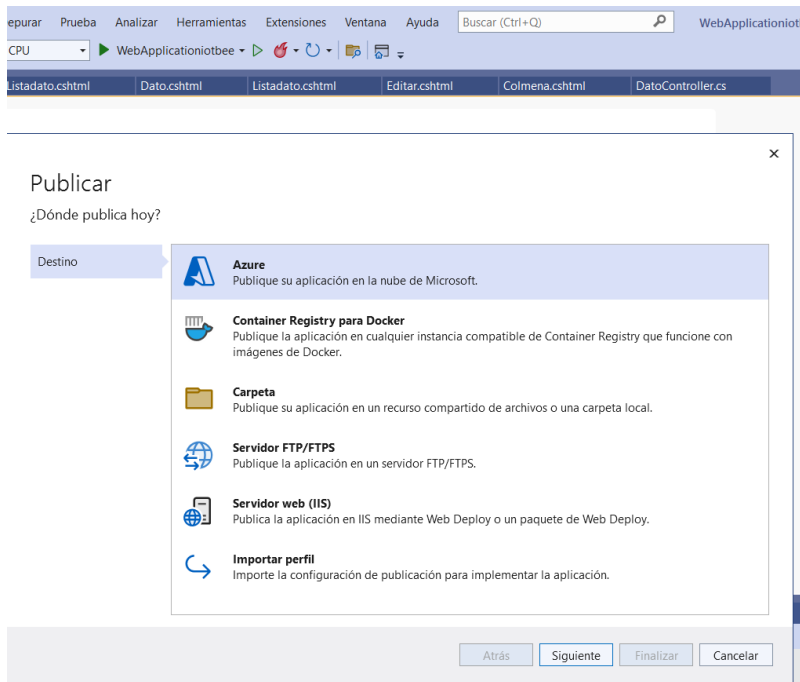 epurar Prueba Analizar Herramientas Extensiones Ventana Ayuda Buscar (Ctrl+Q) WebApplicationiot
CPU WebApplicationiotbee
Listadato.cshtml Dato.cshtml Listadato.cshtml Editar.cshtml Colmena.cshtml DatoController.cs
Publicar
¿Dónde publica hoy?
Destino
Azure
Publique su aplicación en la nube de Microsoft.
Container Registry para Docker
Publique la aplicación en cualquier instancia compatible de Container Registry que funcione con
imágenes de Docker.
Carpeta
Publique su aplicación en un recurso compartido de archivos o una carpeta local.
Servidor FTP/FTPS
Publique la aplicación en un servidor FTP/FTPS.
Servidor web (IIS)
Publica la aplicación en IIS mediante Web Deploy o un paquete de Web Deploy.
Importar perfil
Importe la configuración de publicación para implementar la aplicación.
Atrás Siguiente Finalizar Cancelar